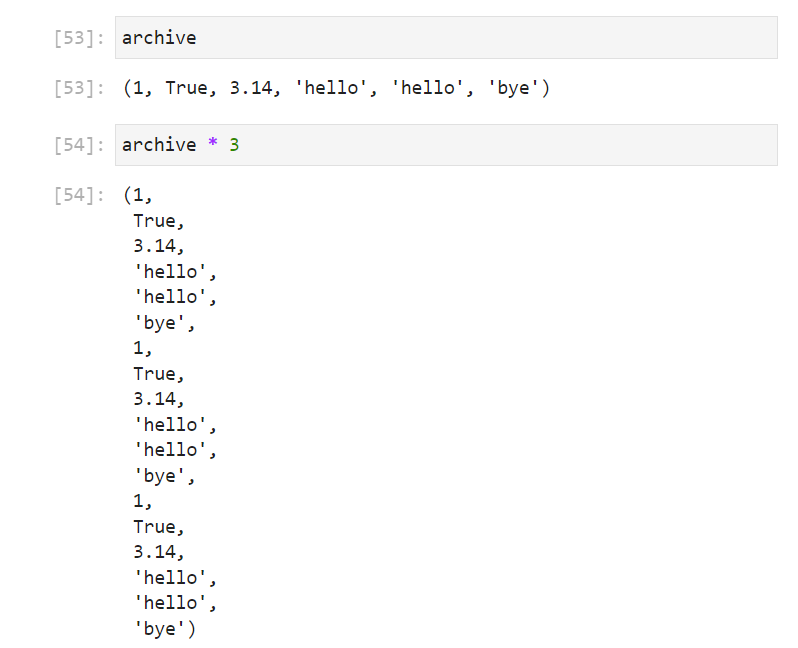 [53]: archive
[53]: (1, True, 3.14, 'hello', 'hello', 'bye')
[54]: archive * 3
[54]: (1,
True,
3.14,
'hello',
'hello',
'bye',
1,
True,
3.14,
'hello',
'hello',
'bye',
1,
True,
3.14,
'hello',
'hello',
'bye')